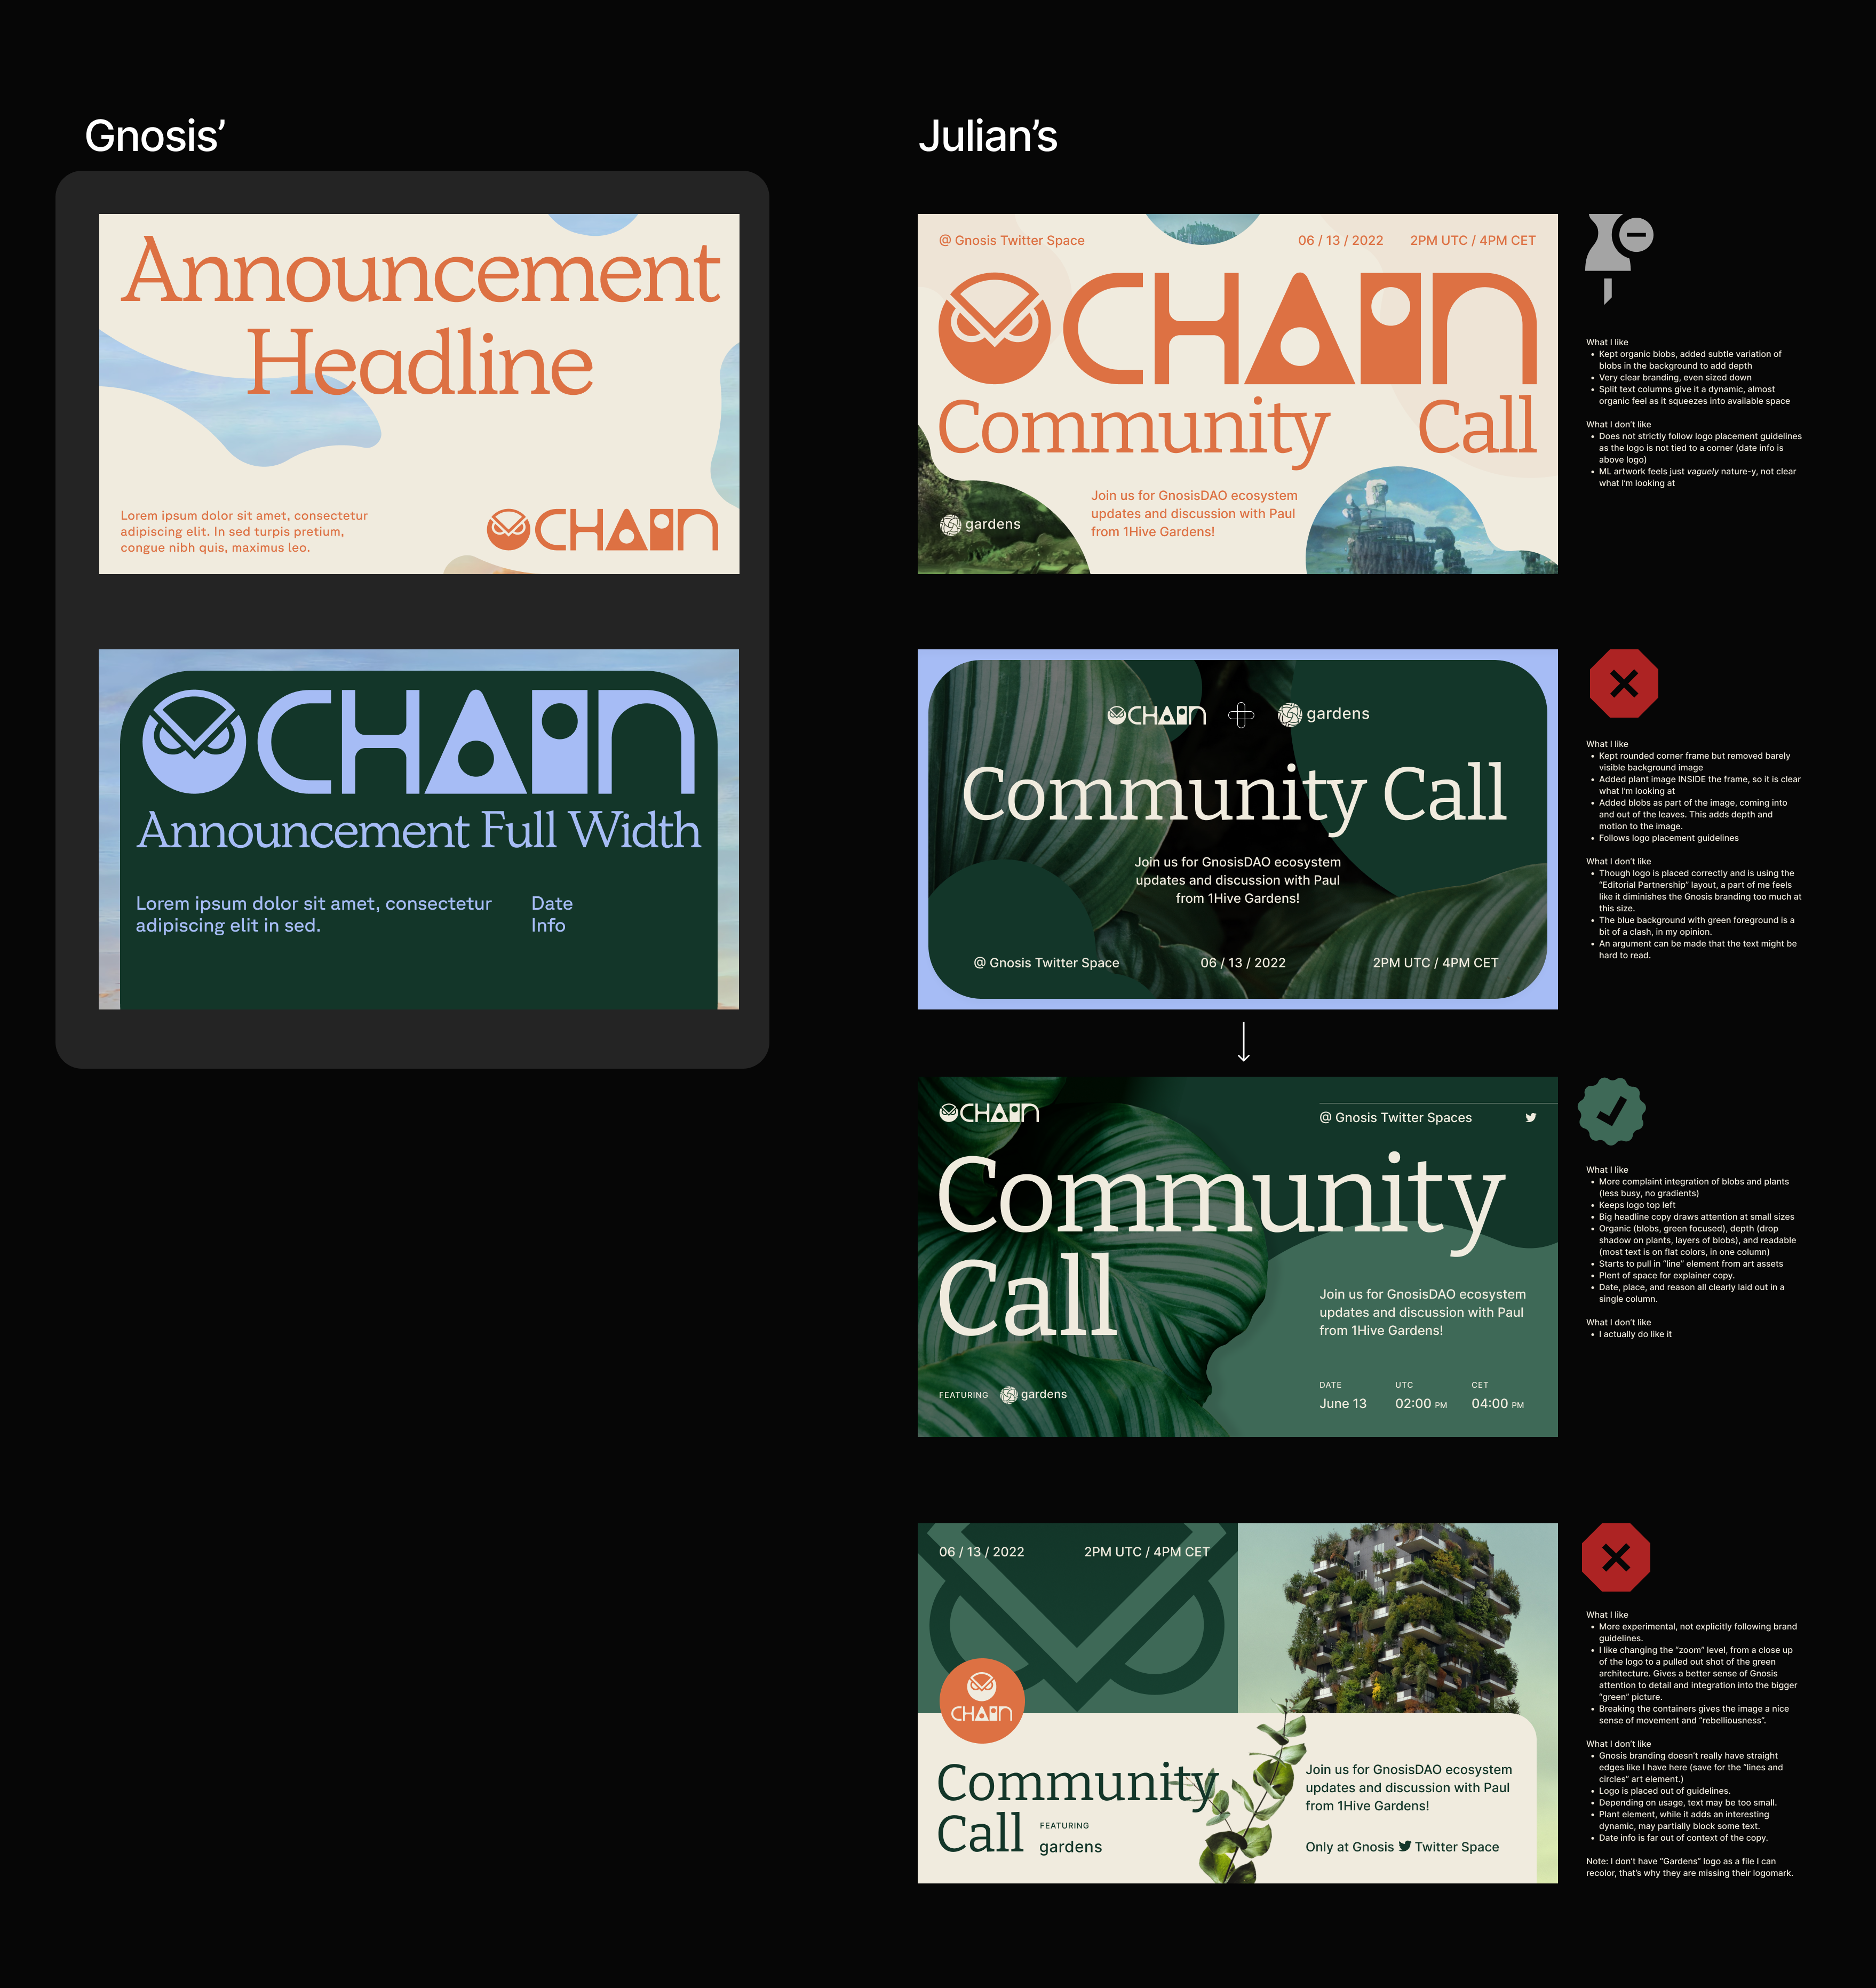 Gnosis’
Announcement
Headline
Lorem ipsum dolor sit amet, consectetur
adipiscing elit. In sed turpis pretium,
congue nibh quis, maximus leo.
CHAIN
CHAIN
Announcement Full Width
Lorem ipsum dolor sit amet, consectetur
adipiscing elit in sed.
Date
Info
Julian’s
@ Gnosis Twitter Space
06 / 13 / 2022
2PM UTC / 4PM CET
CHAIN
Community Call
Join us for GnosisDAO ecosystem
updates and discussion with Paul
from 1Hive Gardens!
gardens
What I like
• Kept organic blobs, added subtle variation of
blobs in the background to add depth
• Very clear branding, even sized down
• Split text columns give it a dynamic, almost
organic feel as it squeezes into available space
What I don’t like
• Does not strictly follow logo placement guidelines
as the logo is not tied to a corner (date info is
above logo)
• ML artwork feels just vaguely nature-y, not clear
what I’m looking at
CHAIN
gardens
Community Call
Join us for GnosisDAO ecosystem
updates and discussion with Paul
from 1Hive Gardens!
@ Gnosis Twitter Space
06 / 13 / 2022
2PM UTC / 4PM CET
What I like
• Kept rounded corner frame but removed barely
visible background image
• Added plant image INSIDE the frame, so it is clear
what I’m looking at
• Added blobs as part of the image, coming into
and out of the leaves. This adds depth and
motion to the image.
• Follows logo placement guidelines
What I don’t like
• Though logo is placed correctly and is using the
“Editorial Partnership” layout, a part of me feels
like it diminishes the Gnosis branding too much at
this size.
• The blue background with green foreground is a
bit of a clash, in my opinion.
• An argument can be made that the text might be
hard to read.
CHAIN
@ Gnosis Twitter Spaces
Community
Call
Join us for GnosisDAO ecosystem
updates and discussion with Paul
from 1Hive Gardens!
FEATURING gardens
DATE
June 13
UTC
02:00 PM
CET
04:00 PM
What I like
• More complaint integration of blobs and plants
(less busy, no gradients)
• Keeps logo top left
• Big headline copy draws attention at small sizes
• Organic (blobs, green focused), depth (drop
shadow on plants, layers of blobs), and readable
(most text is on flat colors, in one column)
• Starts to pull in “line” element from art assets
• Plent of space for explainer copy.
• Date, place, and reason all clearly laid out in a
single column.
What I don’t like
• I actually do like it
06 / 13 / 2022
2PM UTC / 4PM CET
CHAIN
Community
Call
FEATURING
gardens
Join us for GnosisDAO ecosystem
updates and discussion with Paul
from 1Hive Gardens!
Only at Gnosis Twitter Space
What I like
• More experimental, not explicitly following brand
guidelines.
• I like changing the “zoom” level, from a close up
of the logo to a pulled out shot of the green
architecture. Gives a better sense of Gnosis
attention to detail and integration into the bigger
“green” picture.
• Breaking the containers gives the image a nice
sense of movement and “rebelliousness”.
What I don’t like
• Gnosis branding doesn’t really have straight
edges like I have here (save for the “lines and
circles” art element.)
• Logo is placed out of guidelines.
• Depending on usage, text may be too small.
• Plant element, while it adds an interesting
dynamic, may partially block some text.
• Date info is far out of context of the copy.
Note: I don’t have “Gardens” logo as a file I can
recolor, that’s why they are missing their logomark.